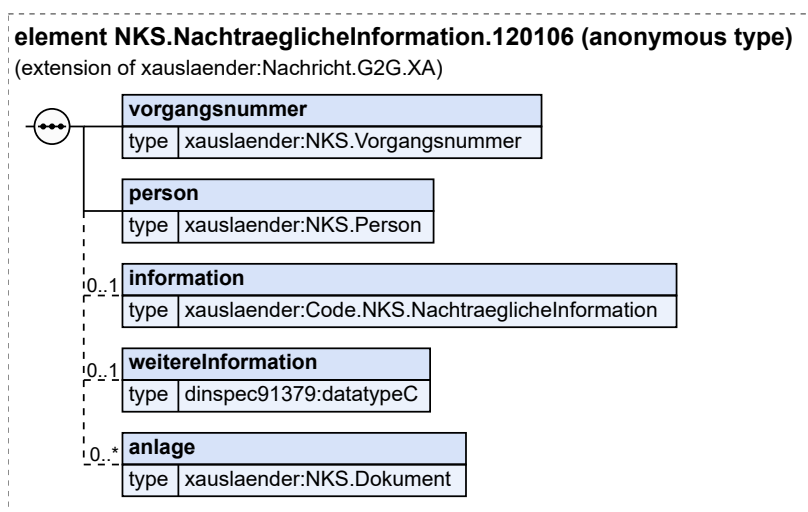 element NKS.NachtraeglicheInformation.120106 (anonymous type)
(extension of xauslaender:Nachricht.G2G.XA)
vorgangsnummer
type xauslaender:NKS.Vorgangsnummer
person
type xauslaender:NKS.Person
0..1 information
type xauslaender:Code.NKS.NachtraeglicheInformation
0..1 weitereInformation
type dinspec91379:datatypeC
0..* anlage
type xauslaender:NKS.Dokument